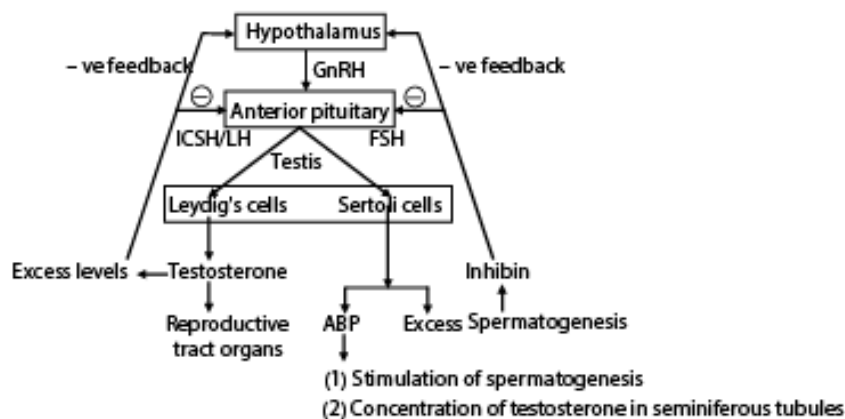 Hypothalamus
– ve feedback
– ve feedback
GnRH
Anterior pituitary
ICSH/LH
FSH
Testis
Leydig's cells
Sertoli cells
Excess levels
Testosterone
Inhibin
Reproductive
tract organs
ABP
Excess
Spermatogenesis
(1) Stimulation of spermatogenesis
(2) Concentration of testosterone in seminiferous tubules